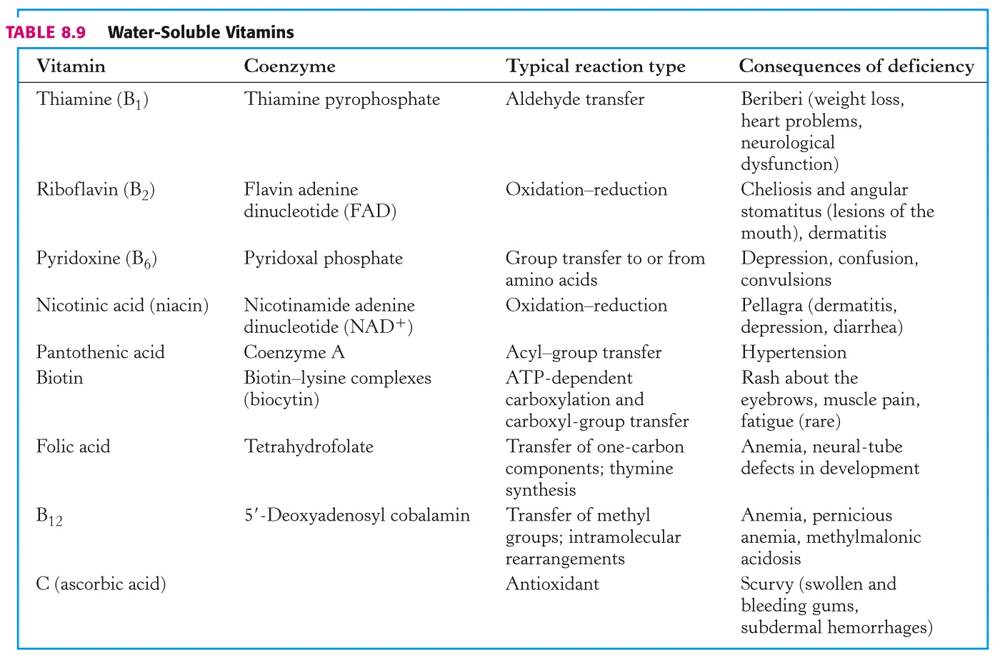 TABLE 8.9 Water-Soluble Vitamins
Vitamin Coenzyme Typical reaction type Consequences of deficiency
Thiamine (B1) Thiamine pyrophosphate Aldehyde transfer Beriberi (weight loss,
heart problems,
neurological
dysfunction)
Riboflavin (B2) Flavin adenine Oxidation–reduction Cheliosis and angular
dinucleotide (FAD) stomatitus (lesions of the
mouth), dermatitis
Pyridoxine (B6) Pyridoxal phosphate Group transfer to or from Depression, confusion,
amino acids convulsions
Nicotinic acid (niacin) Nicotinamide adenine Oxidation–reduction Pellagra (dermatitis,
dinucleotide (NAD+) depression, diarrhea)
Pantothenic acid Coenzyme A Acyl–group transfer Hypertension
Biotin Biotin–lysine complexes ATP-dependent Rash about the
(biocytin) carboxylation and eyebrows, muscle pain,
carboxyl-group transfer fatigue (rare)
Folic acid Tetrahydrofolate Transfer of one-carbon Anemia, neural-tube
components; thymine defects in development
synthesis
B12 5′-Deoxyadenosyl cobalamin Transfer of methyl Anemia, pernicious
groups; intramolecular anemia, methylmalonic
rearrangements acidosis
C (ascorbic acid) Antioxidant Scurvy (swollen and
bleeding gums,
subdermal hemorrhages)